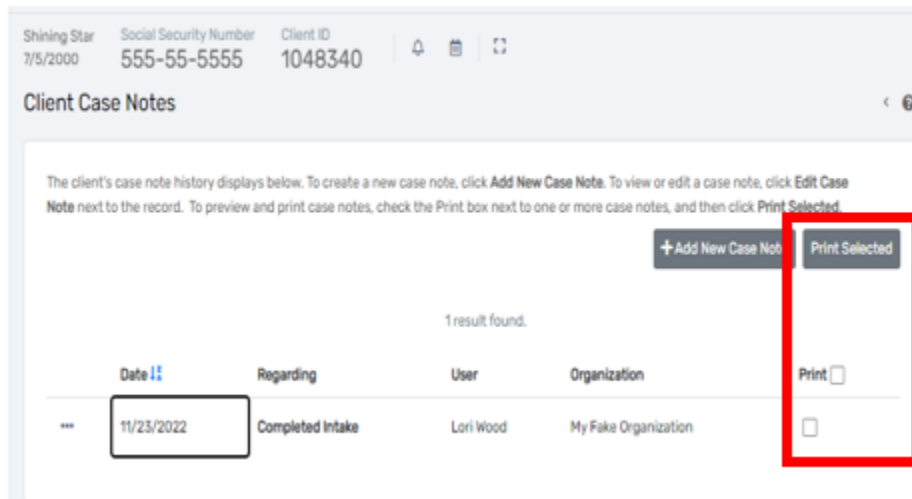 Shining Star Social Security Number Client ID
7/5/2000 555-55-5555 1048340
Client Case Notes
The client's case note history displays below. To create a new case note, click Add New Case Note. To view or edit a case note, click Edit Case
Note next to the record. To preview and print case notes, check the Print box next to one or more case notes, and then click Print Selected.
+Add New Case Note Print Selected
1 result found.
Date Regarding User Organization Print
11/23/2022 Completed Intake Lori Wood My Fake Organization